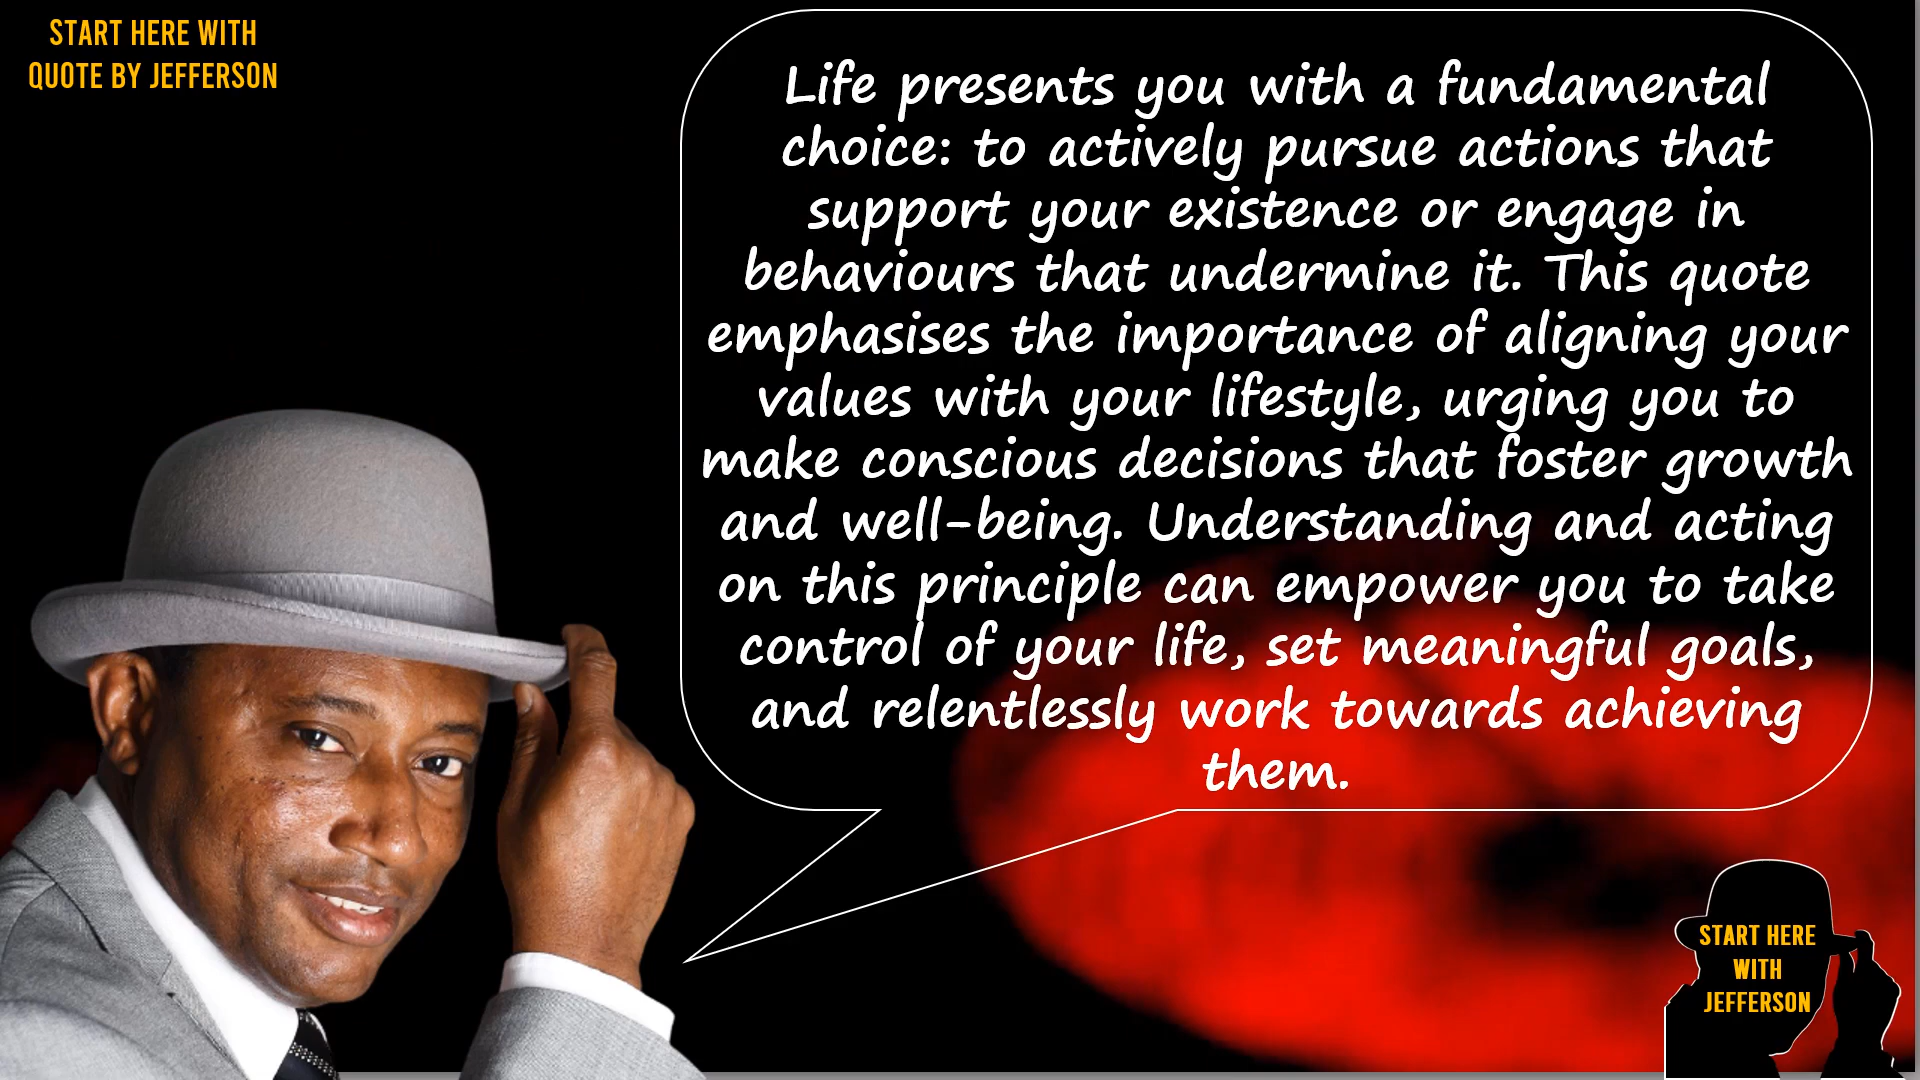 START HERE WITH
QUOTE BY JEFFERSON
Life presents you with a fundamental
choice: to actively pursue actions that
support your existence or engage in
behaviours that undermine it. This quote
emphasises the importance of aligning your
values with your lifestyle, urging you to
make conscious decisions that foster growth
and well-being. Understanding and acting
on this principle can empower you to take
control of your life, set meaningful goals,
and relentlessly work towards achieving
them.
START HERE
WITH
JEFFERSON